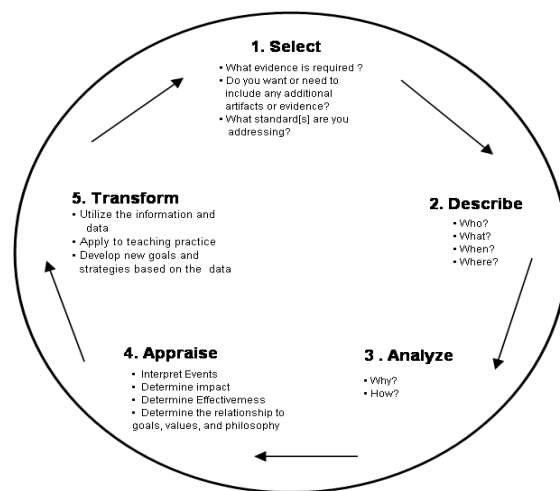 1. Select
▪ What evidence is required ?
▪ Do you want or need to
include any additional
artifacts or evidence?
▪ What standard[s] are you
addressing?
2. Describe
▪ Who?
▪ What?
▪ When?
▪ Where?
3 . Analyze
▪ Why?
▪ How?
4. Appraise
▪ Interpret Events
▪ Determine impact
▪ Determine Effectivemess
▪ Determine the relationship to
goals, values, and philosophy
5. Transform
▪ Utilize the information and
data
▪ Apply to teaching practice
▪ Develop new goals and
strategies based on the data